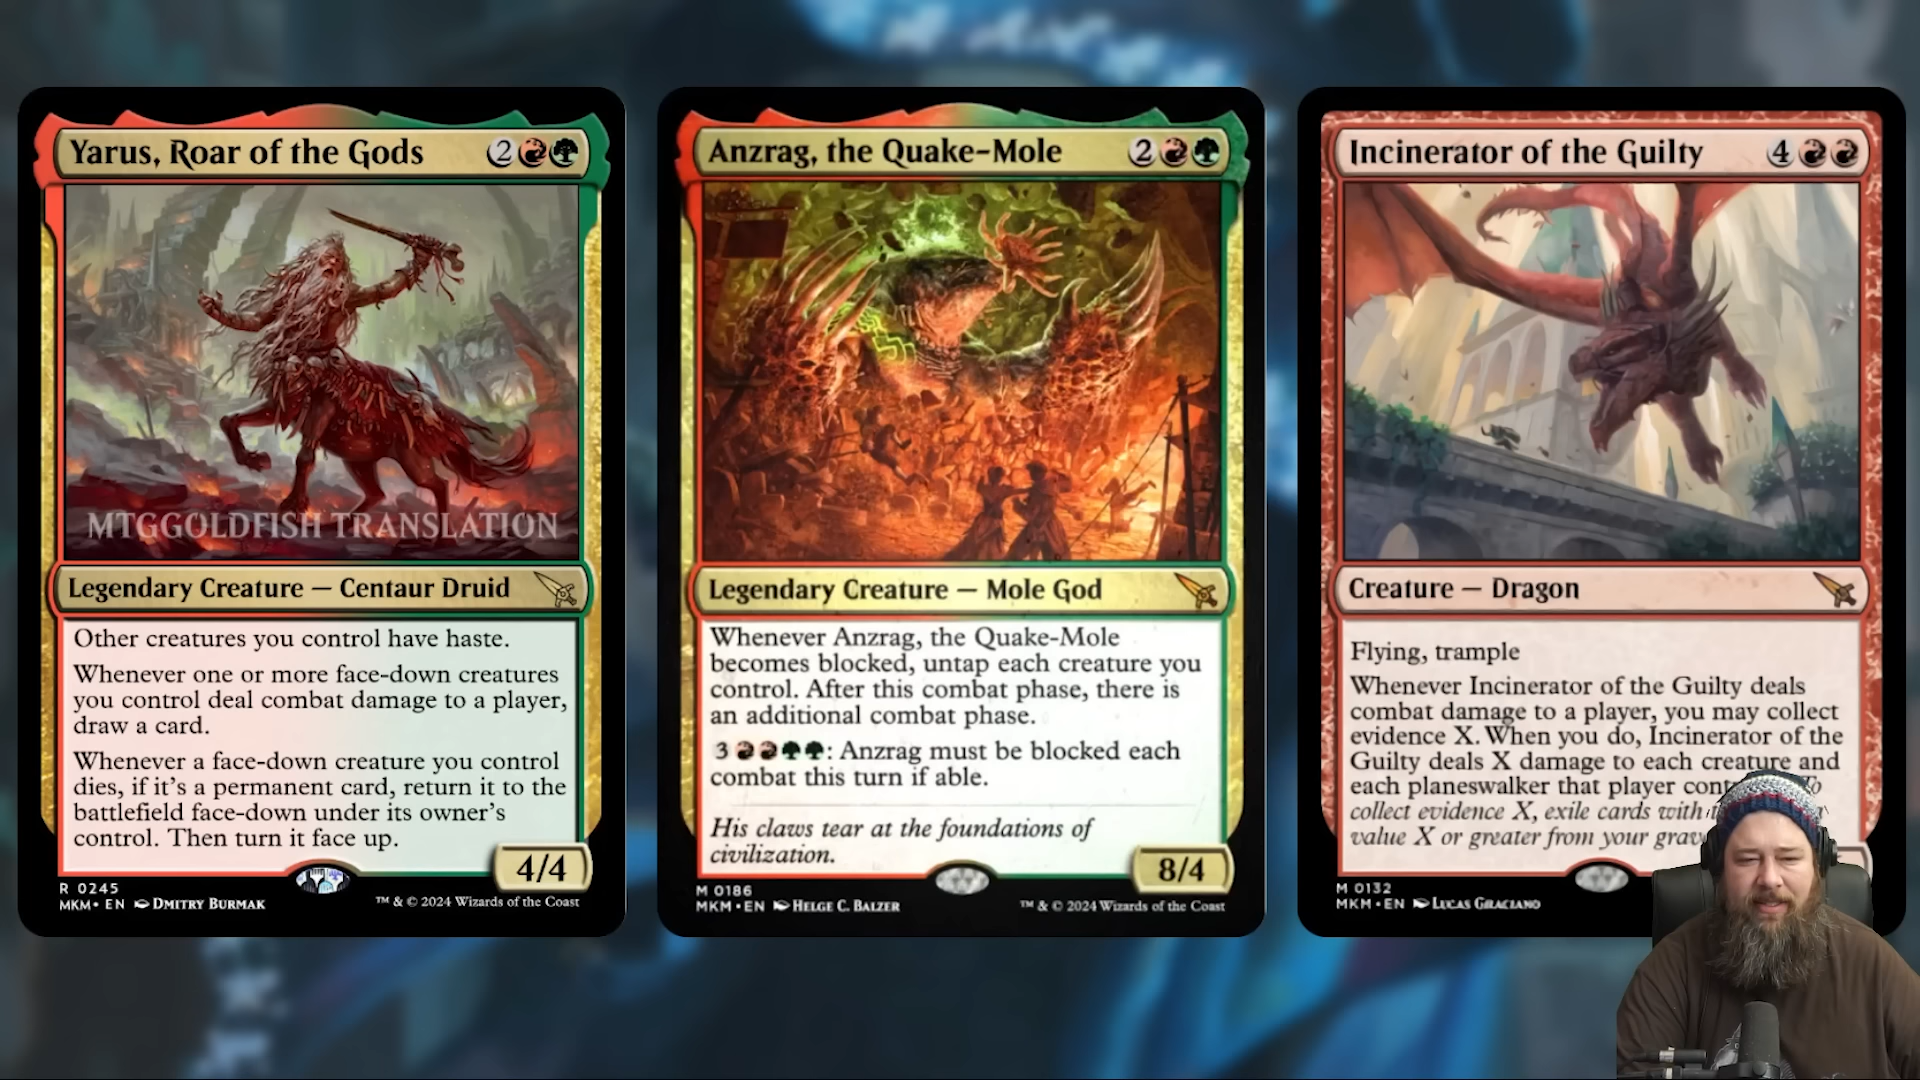 Yarus, Roar of the Gods 2
MTGGOLDFISH TRANSLATION
Legendary Creature — Centaur Druid
Other creatures you control have haste.
Whenever one or more face-down creatures
you control deal combat damage to a player,
draw a card.
Whenever a face-down creature you control
dies, if it's a permanent card, return it to the
battlefield face-down under its owner's
control. Then turn it face up.
4/4
R 0245
MKM • EN DMITRY BURMAK
™ & © 2024 Wizards of the Coast
Anzrag, the Quake-Mole 2
Legendary Creature — Mole God
Whenever Anzrag, the Quake-Mole
becomes blocked, untap each creature you
control. After this combat phase, there is
an additional combat phase.
3 : Anzrag must be blocked each
combat this turn if able.
His claws tear at the foundations of
civilization.
8/4
M 0186
MKM • EN HELGE C. BALZER
™ & © 2024 Wizards of the Coast
Incinerator of the Guilty 4
Creature — Dragon
Flying, trample
Whenever Incinerator of the Guilty deals
combat damage to a player, you may collect
evidence X. When you do, Incinerator of the
Guilty deals X damage to each creature and
each planeswalker that player
collect evidence X, exile cards with
value X or greater from your
M 0132
MKM • EN LUCAS GRACIANO